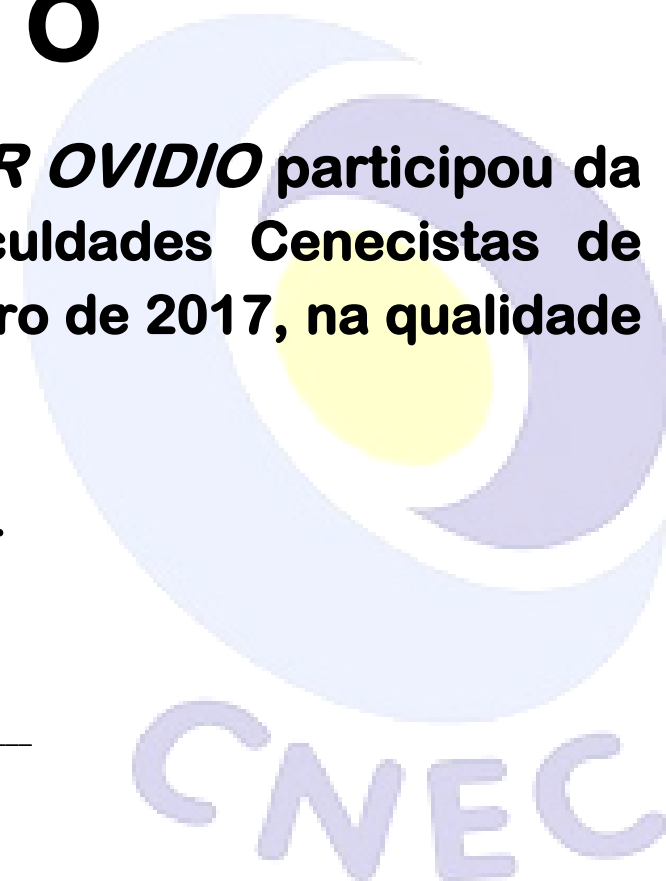 O
R OVIDIO participou da
culdades Cenecistas de
ro de 2017, na qualidade
.
CNEC